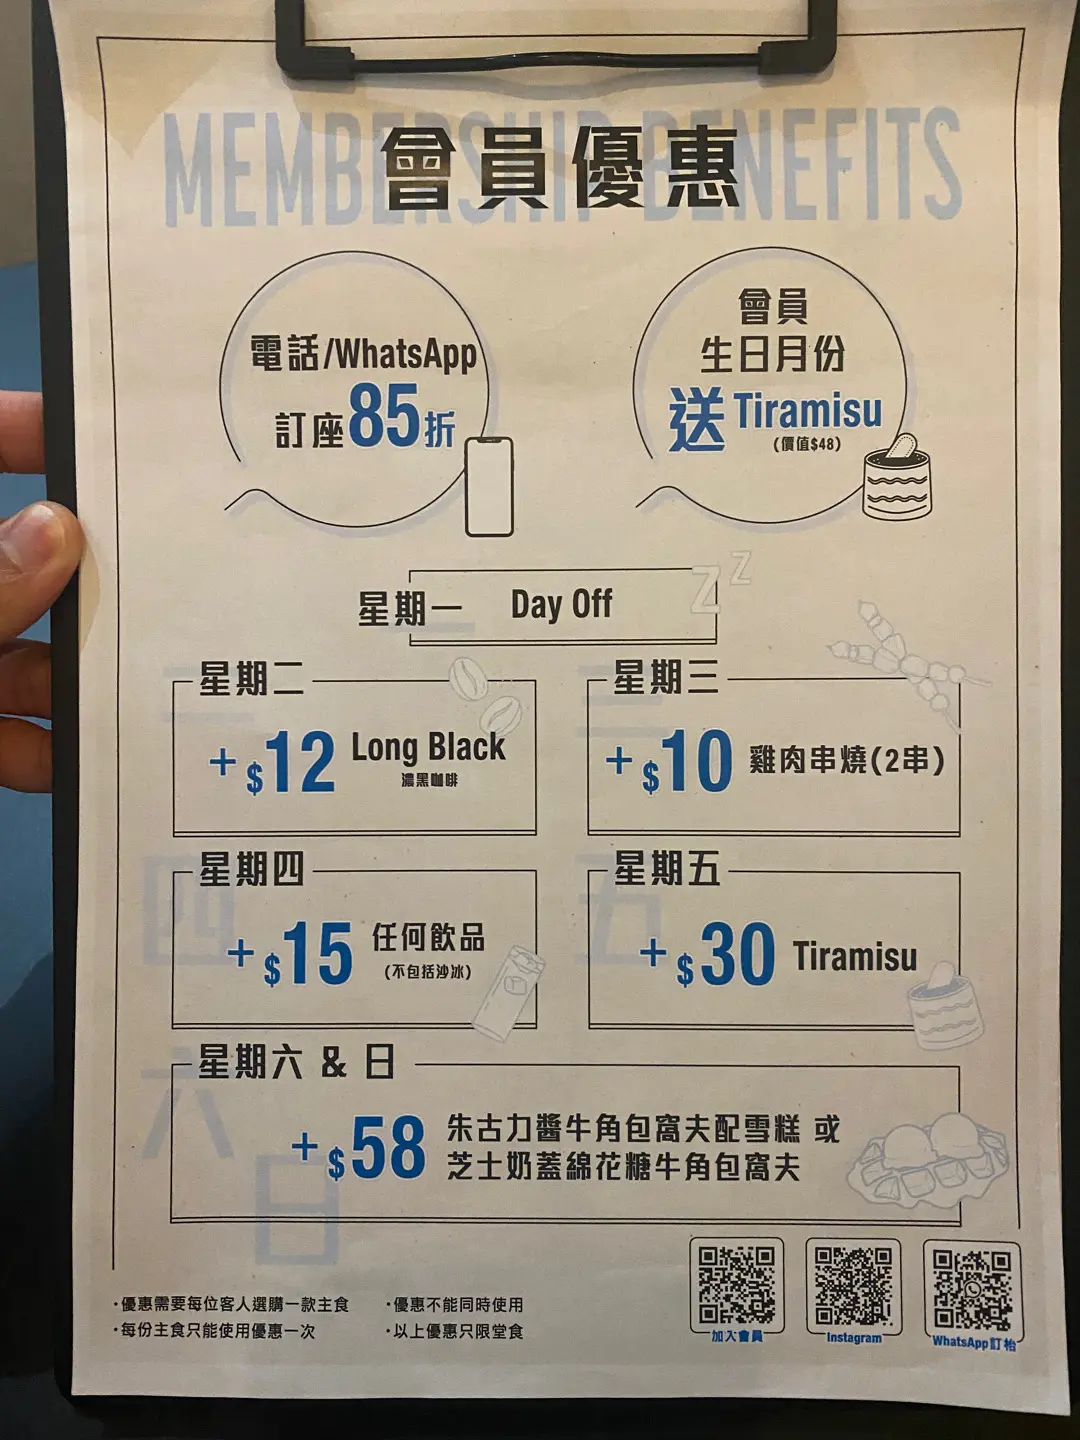 MEMBERSHIP BENEFITS
會員優惠
電話/WhatsApp
訂座85折
會員
生日月份
送Tiramisu
(價值$48)
星期一 Day Off
Z Z
星期二
+$12 Long Black
濃黑咖啡
星期三
+$10 雞肉串燒(2串)
星期四
+$15 任何飲品
(不包括沙冰)
星期五
+$30 Tiramisu
星期六 & 日
+$58 朱古力醬牛角包窩夫配雪糕 或
芝士奶蓋綿花糖牛角包窩夫
·優惠需要每位客人選購一款主食
·每份主食只能使用優惠一次
·優惠不能同時使用
·以上優惠只限堂食
加入會員
Instagram
WhatsApp訂枱